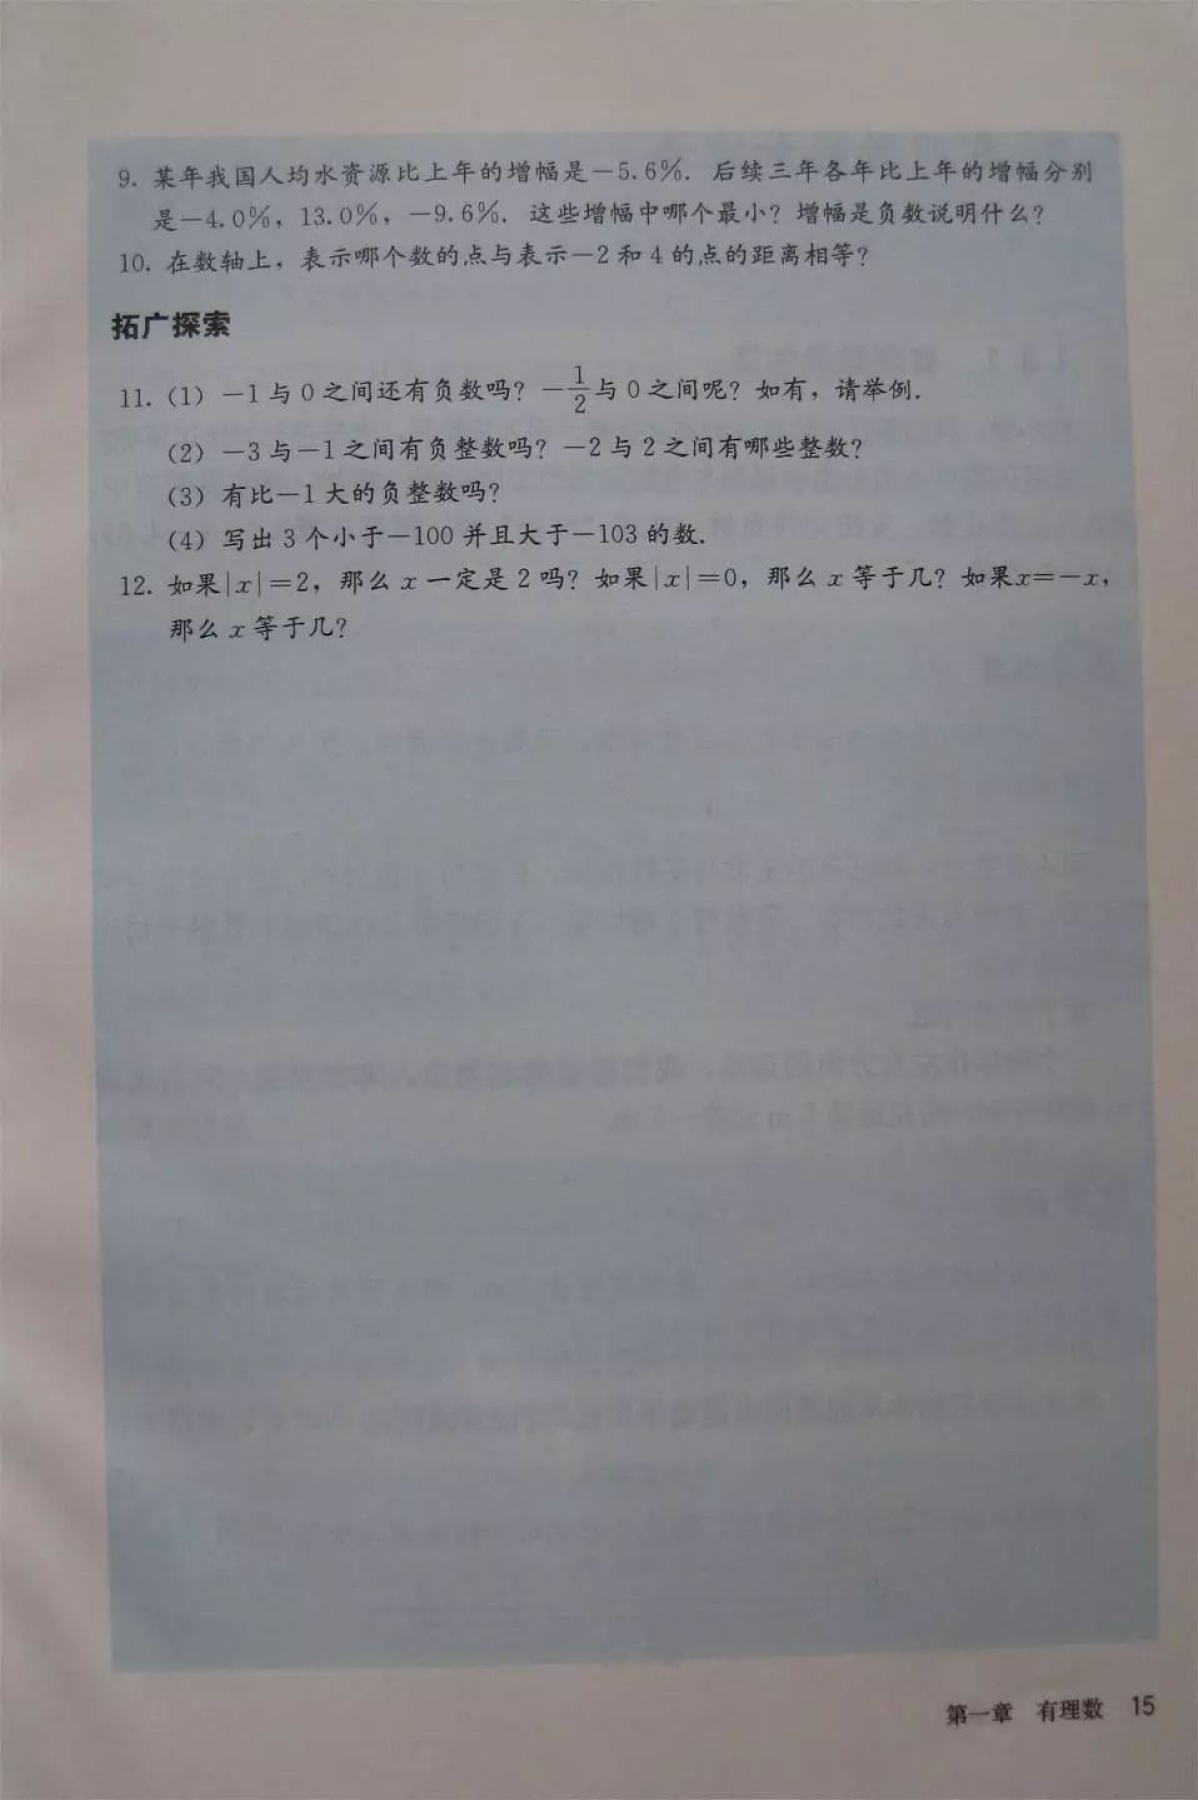 9. 某年我国人均水资源比上年的增幅是－5.6%. 后续三年各年比上年的增幅分别
是－4.0%, 13.0%, －9.6%. 这些增幅中哪个最小? 增幅是负数说明什么?
10. 在数轴上, 表示哪个数的点与表示－2 和 4 的点的距离相等?
拓广探索
11. (1) －1 与 0 之间还有负数吗? －1/2 与 0 之间呢? 如有, 请举例.
(2) －3 与－1 之间有负整数吗? －2 与 2 之间有哪些整数?
(3) 有比－1 大的负整数吗?
(4) 写出 3 个小于－100 并且大于－103 的数.
12. 如果|x|＝2, 那么 x 一定是 2 吗? 如果|x|＝0, 那么 x 等于几? 如果x＝－x,
那么 x 等于几?
第一章 有理数 15